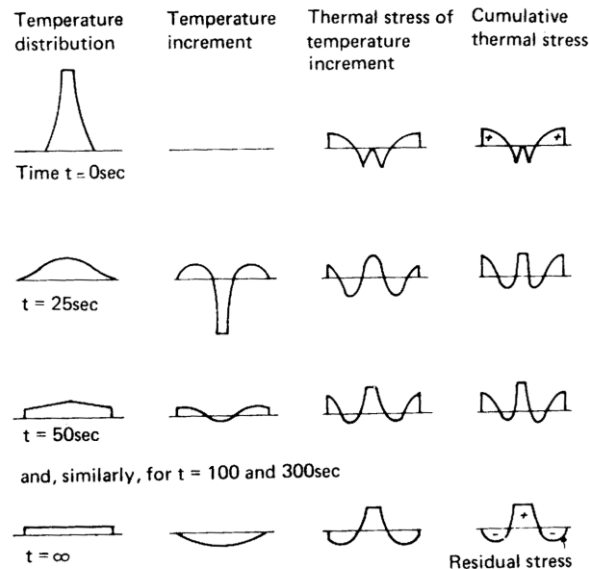 Temperature distribution
Temperature increment
Thermal stress of temperature increment
Cumulative thermal stress
+ +
Time t = 0sec
t = 25sec
t = 50sec
and, similarly, for t = 100 and 300sec
- + -
t = ∞
Residual stress